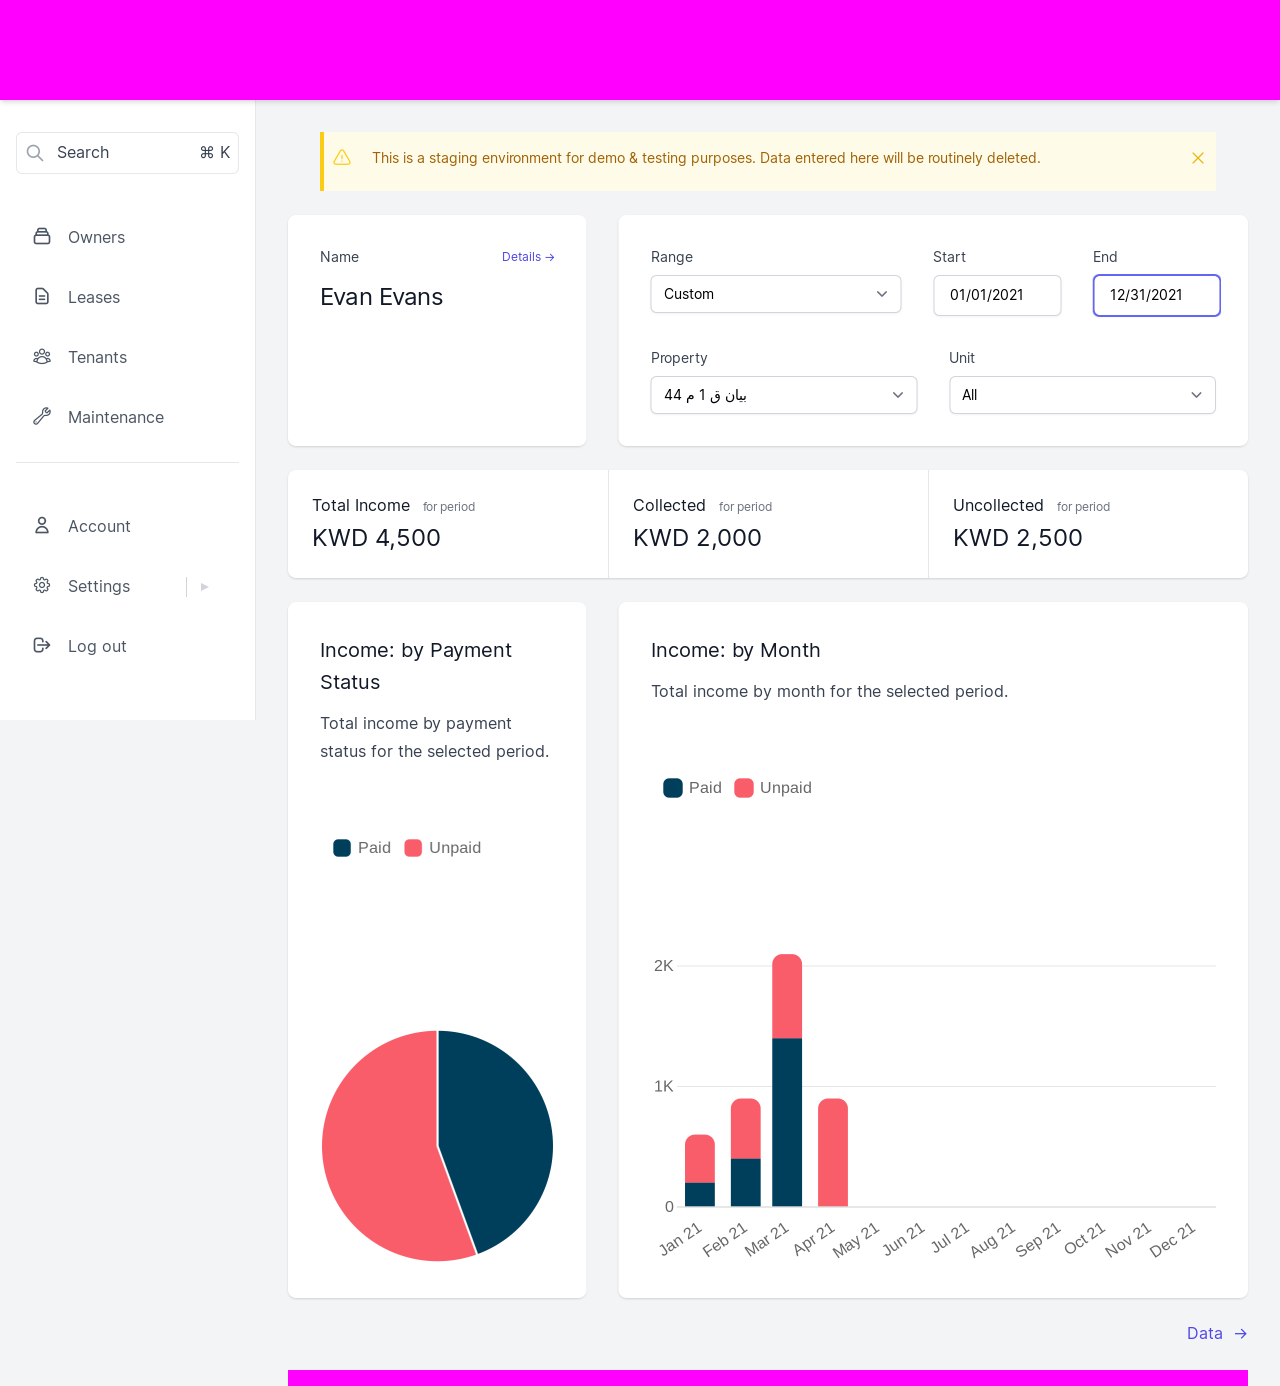 Search ⌘ K
Owners
Leases
Tenants
Maintenance
Account
Settings
Log out
This is a staging environment for demo & testing purposes. Data entered here will be routinely deleted.
Name Details →
Evan Evans
Range Start End
Custom 01/01/2021 12/31/2021
Property Unit
بيان ق 1 م 44 All
Total Income for period
KWD 4,500
Collected for period
KWD 2,000
Uncollected for period
KWD 2,500
Income: by Payment
Status
Total income by payment
status for the selected period.
Paid Unpaid
Income: by Month
Total income by month for the selected period.
Paid Unpaid
2K
1K
0
Jan 21 Feb 21 Mar 21 Apr 21 May 21 Jun 21 Jul 21 Aug 21 Sep 21 Oct 21 Nov 21 Dec 21
Data →